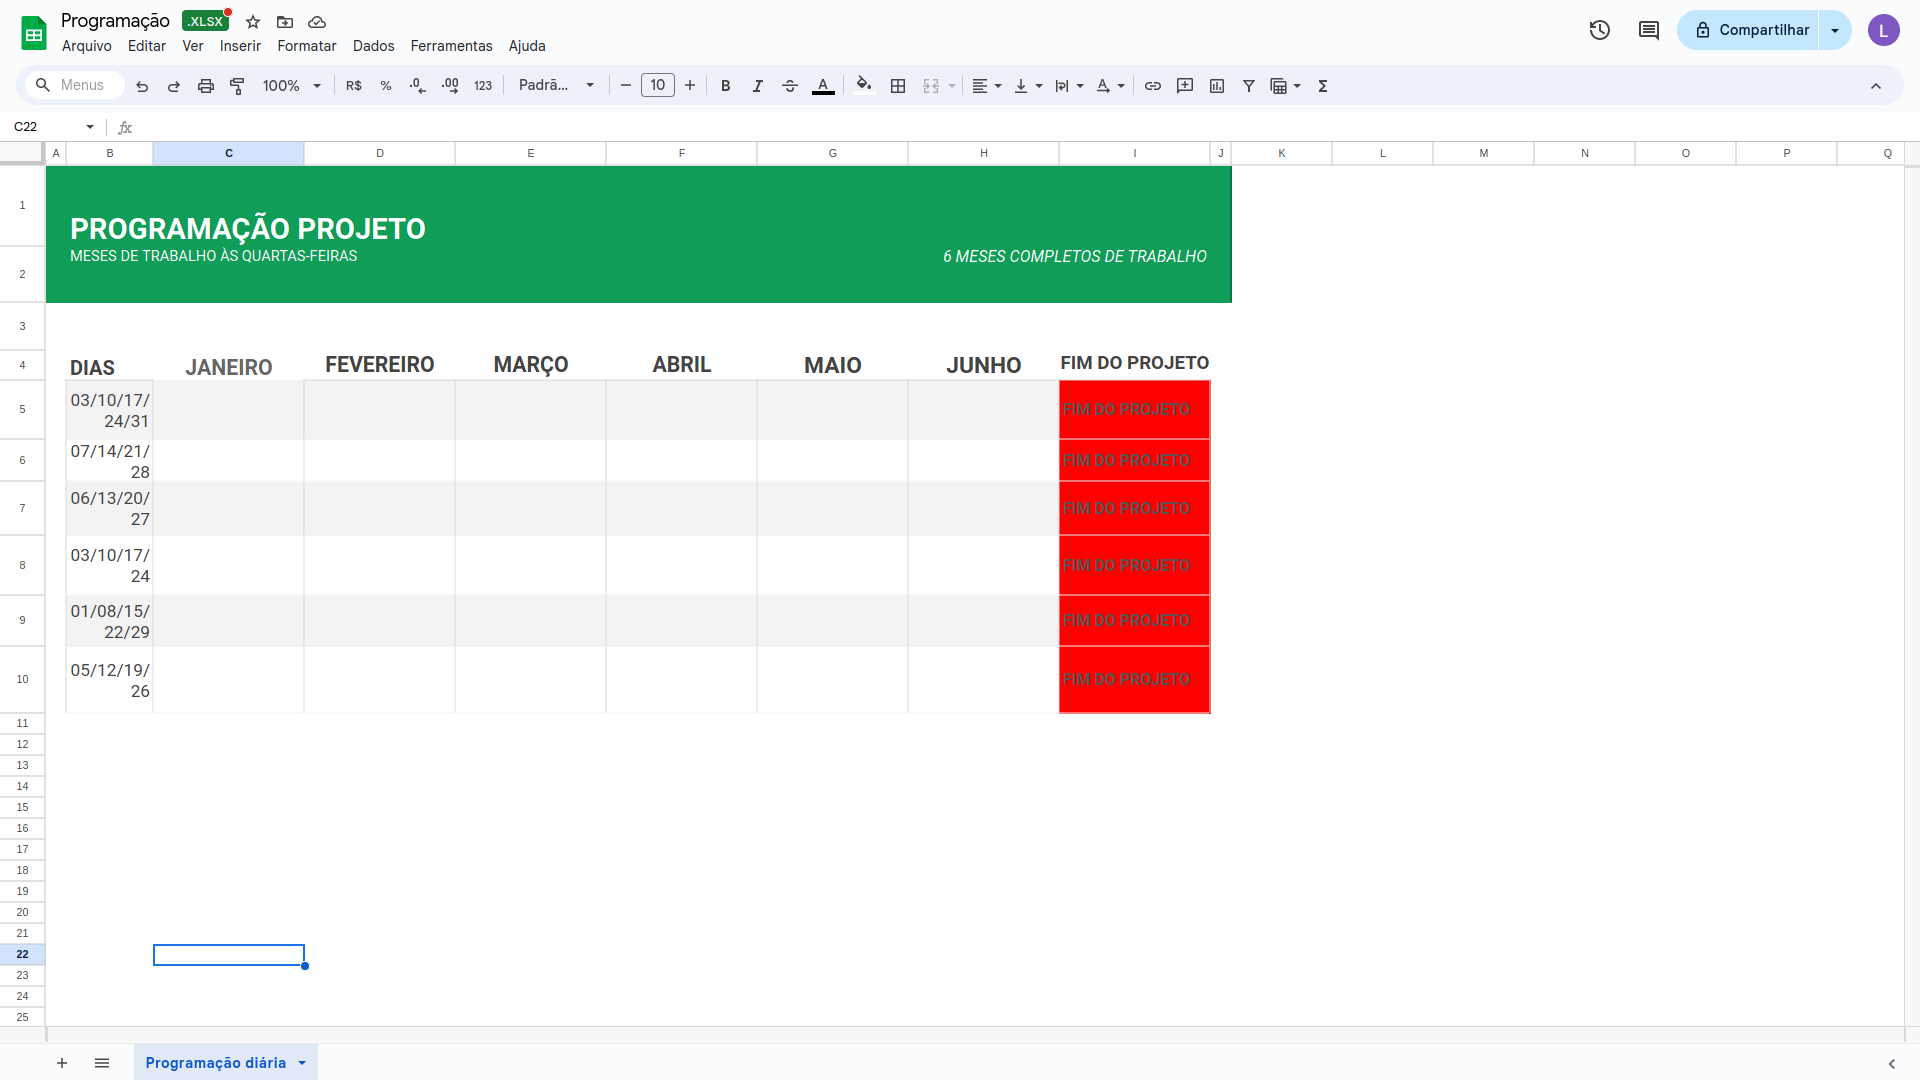 Programação .XLSX
Arquivo Editar Ver Inserir Formatar Dados Ferramentas Ajuda
Compartilhar
L
Menus 100% R$ % .0 .00 123 Padrã... 10 B I A A Σ
C22 fx
A B C D E F G H I J K L M N O P Q
1
PROGRAMAÇÃO PROJETO
MESES DE TRABALHO ÀS QUARTAS-FEIRAS 6 MESES COMPLETOS DE TRABALHO
2
3
4 DIAS JANEIRO FEVEREIRO MARÇO ABRIL MAIO JUNHO FIM DO PROJETO
03/10/17/
5 FIM DO PROJETO
24/31
07/14/21/
6 FIM DO PROJETO
28
06/13/20/
7 FIM DO PROJETO
27
03/10/17/
8 FIM DO PROJETO
24
01/08/15/
9 FIM DO PROJETO
22/29
05/12/19/
10 FIM DO PROJETO
26
11
12
13
14
15
16
17
18
19
20
21
22
23
24
25
Programação diária